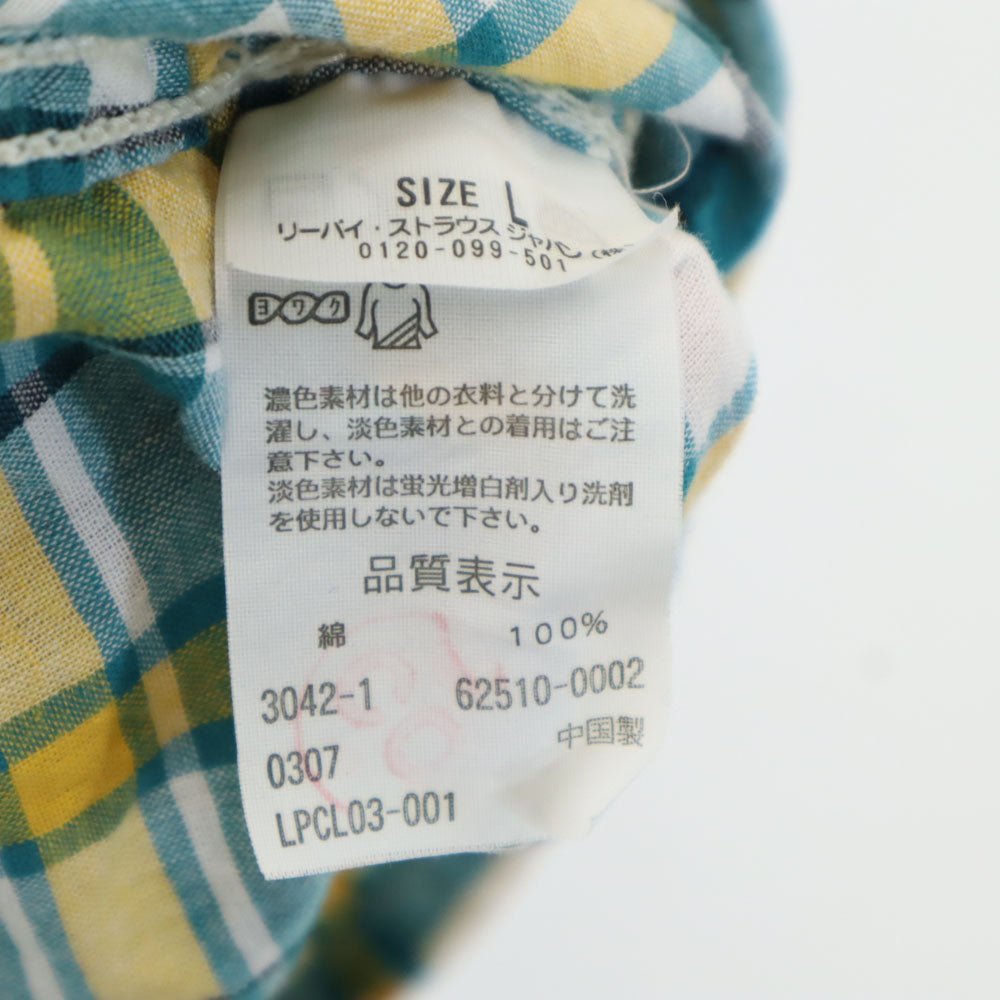 SIZE L
リーバイ・ストラウス ジャパン(株
0120-099-501
ヨワク
濃色素材は他の衣料と分けて洗
濯し、淡色素材との着用はご注
意下さい。
淡色素材は蛍光増白剤入り洗剤
を使用しないで下さい。
品質表示
綿 100%
3042-1 62510-0002
0307 中国製
LPCL03-001